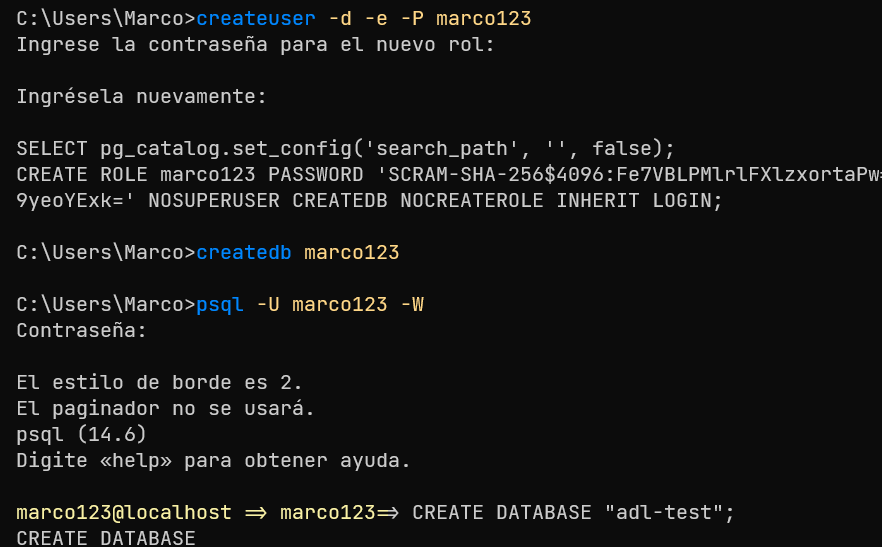 C:\Users\Marco>createuser -d -e -P marco123
Ingrese la contraseña para el nuevo rol:
Ingrésela nuevamente:
SELECT pg_catalog.set_config('search_path', '', false);
CREATE ROLE marco123 PASSWORD 'SCRAM-SHA-256$4096:Fe7VBLPMlrlFXlzxortaPw=
9yeoYExk=' NOSUPERUSER CREATEDB NOCREATEROLE INHERIT LOGIN;
C:\Users\Marco>createdb marco123
C:\Users\Marco>psql -U marco123 -W
Contraseña:
El estilo de borde es 2.
El paginador no se usará.
psql (14.6)
Digite «help» para obtener ayuda.
marco123@localhost => marco123=> CREATE DATABASE "adl-test";
CREATE DATABASE